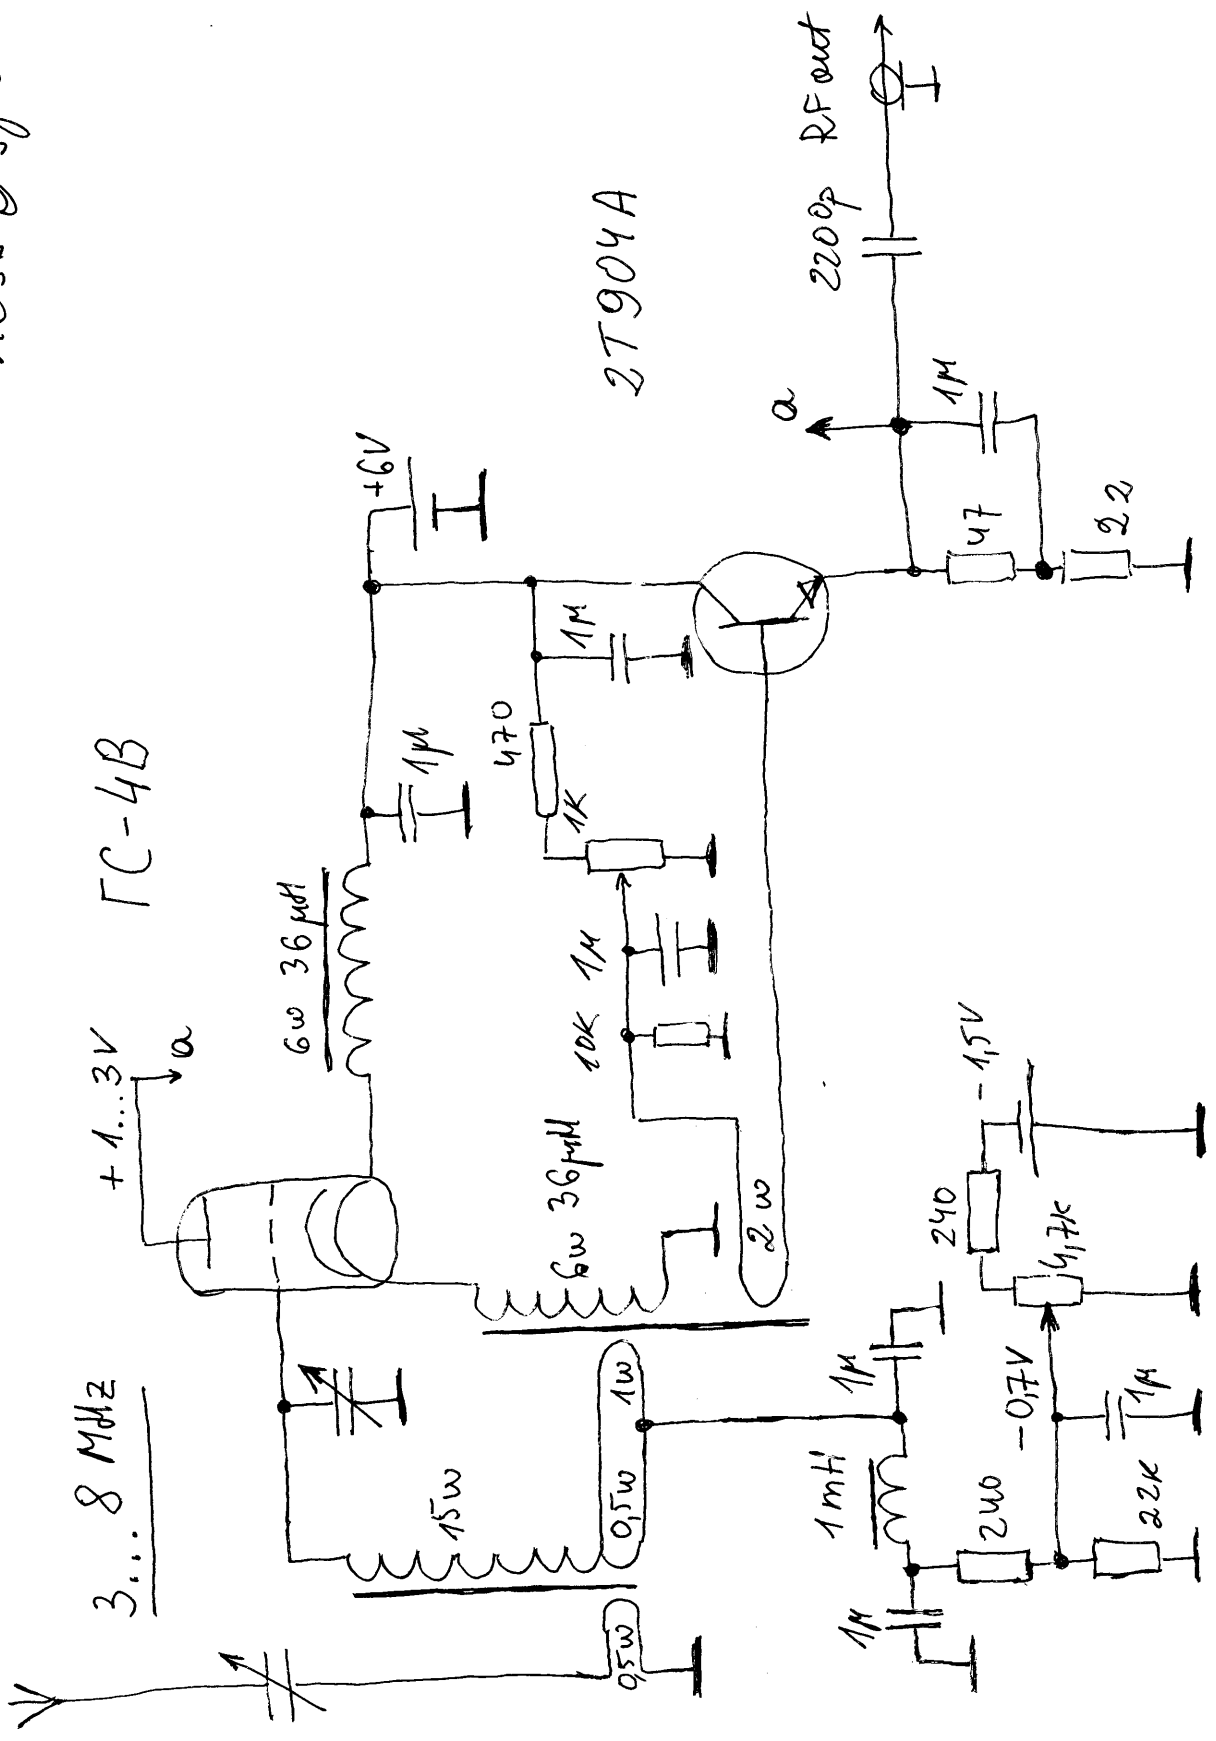 3... 8 MHz
+ 1... 3V
a
ГС-4В
6w 36µH
1µ
+6V
2T904A
15w
0,5w
0,5w 1w
6w 36µH
2w
470
1K
1µ
10K 1µ
a
1µ
47
22
2200p
RF out
1mH
1µ
1µ
240
22K
-0,7V
1µ
4,7K
240
-1,5V